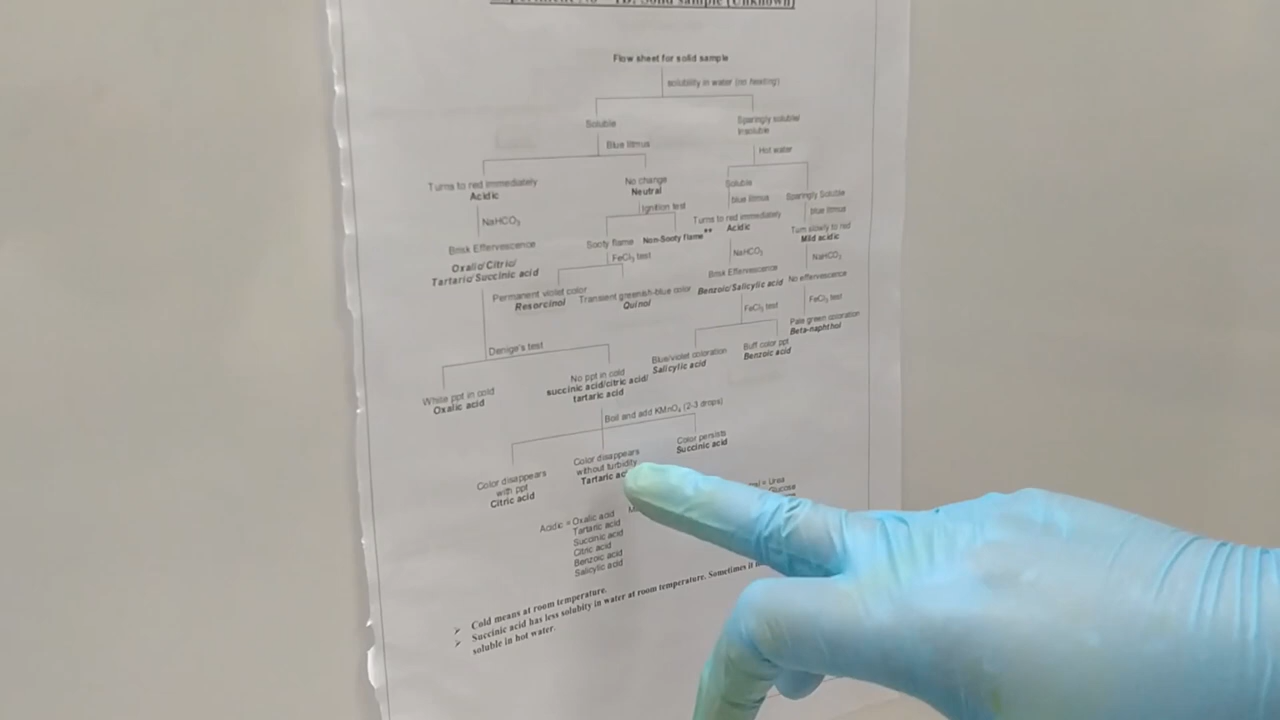 Solid sample [Unknown]
Flow sheet for solid sample
solubility in water (no heating)
Soluble
Sparingly soluble/
Insoluble
Blue litmus
Hot water
Turns to red immediately
Acidic
No change
Neutral
Soluble
Sparingly Soluble
NaHCO3
Ignition test
blue litmus
blue litmus
Brisk Effervescence
Sooty flame
Non-Sooty flame**
Turns to red immediately
Acidic
Turn slowly to red
Mild acidic
Oxalic/Citric/
Tartaric/Succinic acid
FeCl3 test
NaHCO3
NaHCO3
Permanent violet color
Resorcinol
Transient greenish-blue color
Quinol
Brisk Effervescence
Benzoic/Salicylic acid
No effervescence
FeCl3 test
FeCl3 test
Denige's test
Blue/violet coloration
Salicylic acid
Buff color ppt
Benzoic acid
Pale green coloration
Beta-naphthol
White ppt in cold
Oxalic acid
No ppt in cold
succinic acid/citric acid/
tartaric acid
Boil and add KMnO4 (2-3 drops)
Color disappears
with ppt
Citric acid
Color disappears
without turbidity
Tartaric
Color persists
Succinic acid
= Urea
Glucose
Acidic = Oxalic acid
Tartaric acid
Succinic acid
Citric acid
Benzoic acid
Salicylic acid
➢ Cold means at room temperature.
➢ Succinic acid has less solubity in water at room temperature. Sometimes it
soluble in hot water.